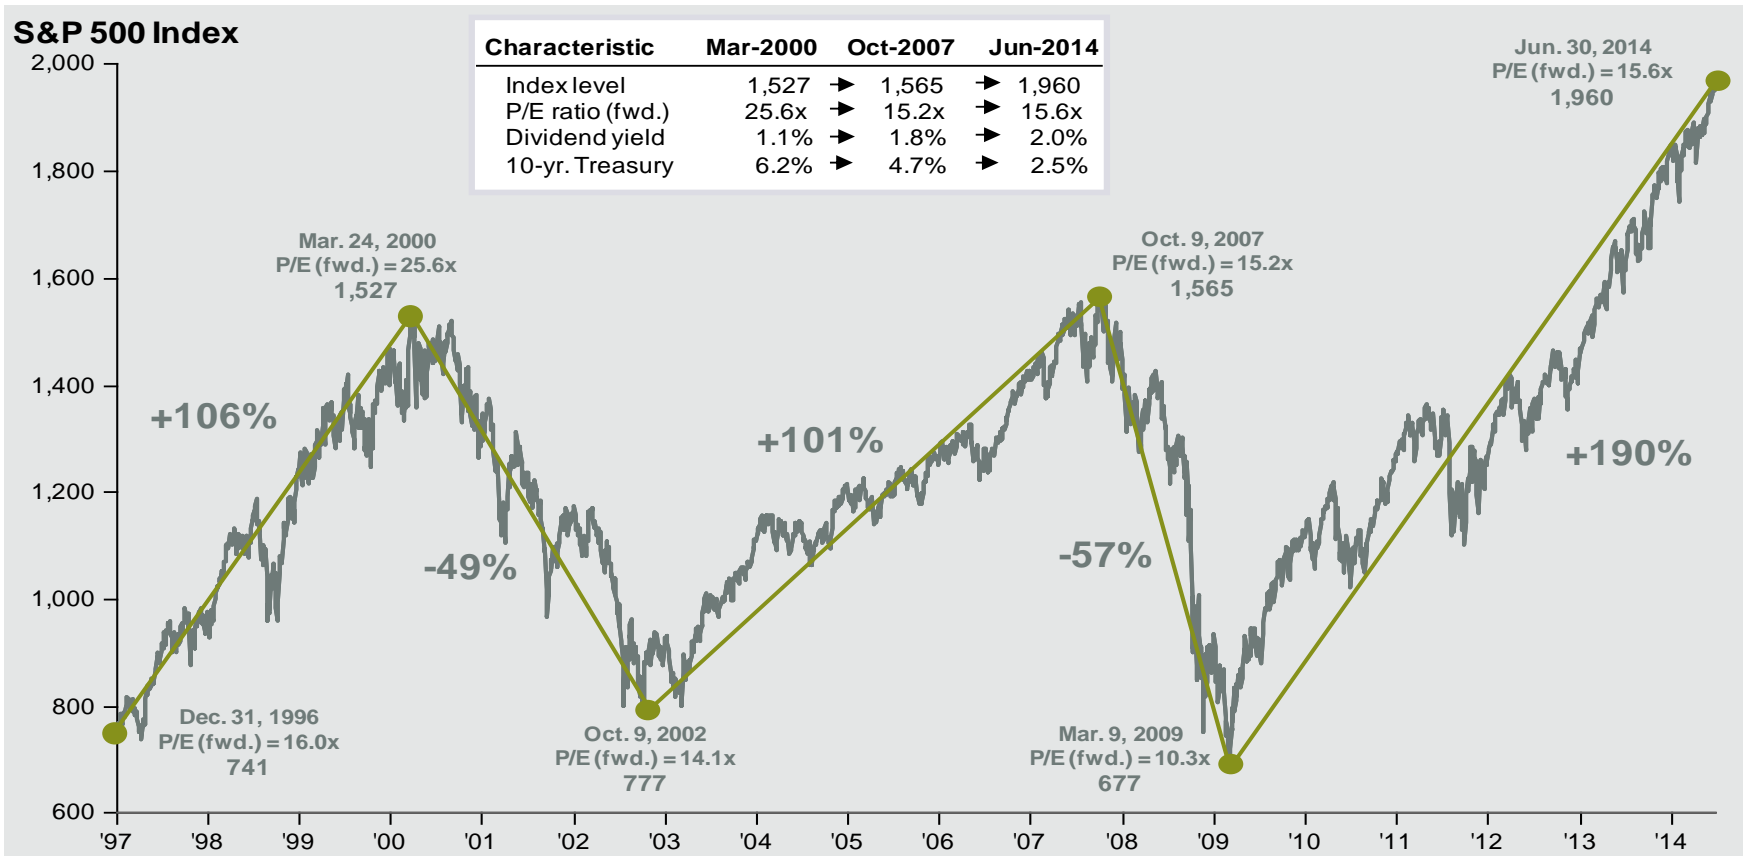 S&P 500 Index
Characteristic Mar-2000 Oct-2007 Jun-2014
Index level 1,527 1,565 1,960
P/E ratio (fwd.) 25.6x 15.2x 15.6x
Dividend yield 1.1% 1.8% 2.0%
10-yr. Treasury 6.2% 4.7% 2.5%
Jun. 30, 2014
P/E (fwd.) = 15.6x
1,960
Mar. 24, 2000
P/E (fwd.) = 25.6x
1,527
Oct. 9, 2007
P/E (fwd.) = 15.2x
1,565
+106%
-49%
+101%
-57%
+190%
Dec. 31, 1996
P/E (fwd.) = 16.0x
741
Oct. 9, 2002
P/E (fwd.) = 14.1x
777
Mar. 9, 2009
P/E (fwd.) = 10.3x
677
2,000
1,800
1,600
1,400
1,200
1,000
800
600
'97 '98 '99 '00 '01 '02 '03 '04 '05 '06 '07 '08 '09 '10 '11 '12 '13 '14